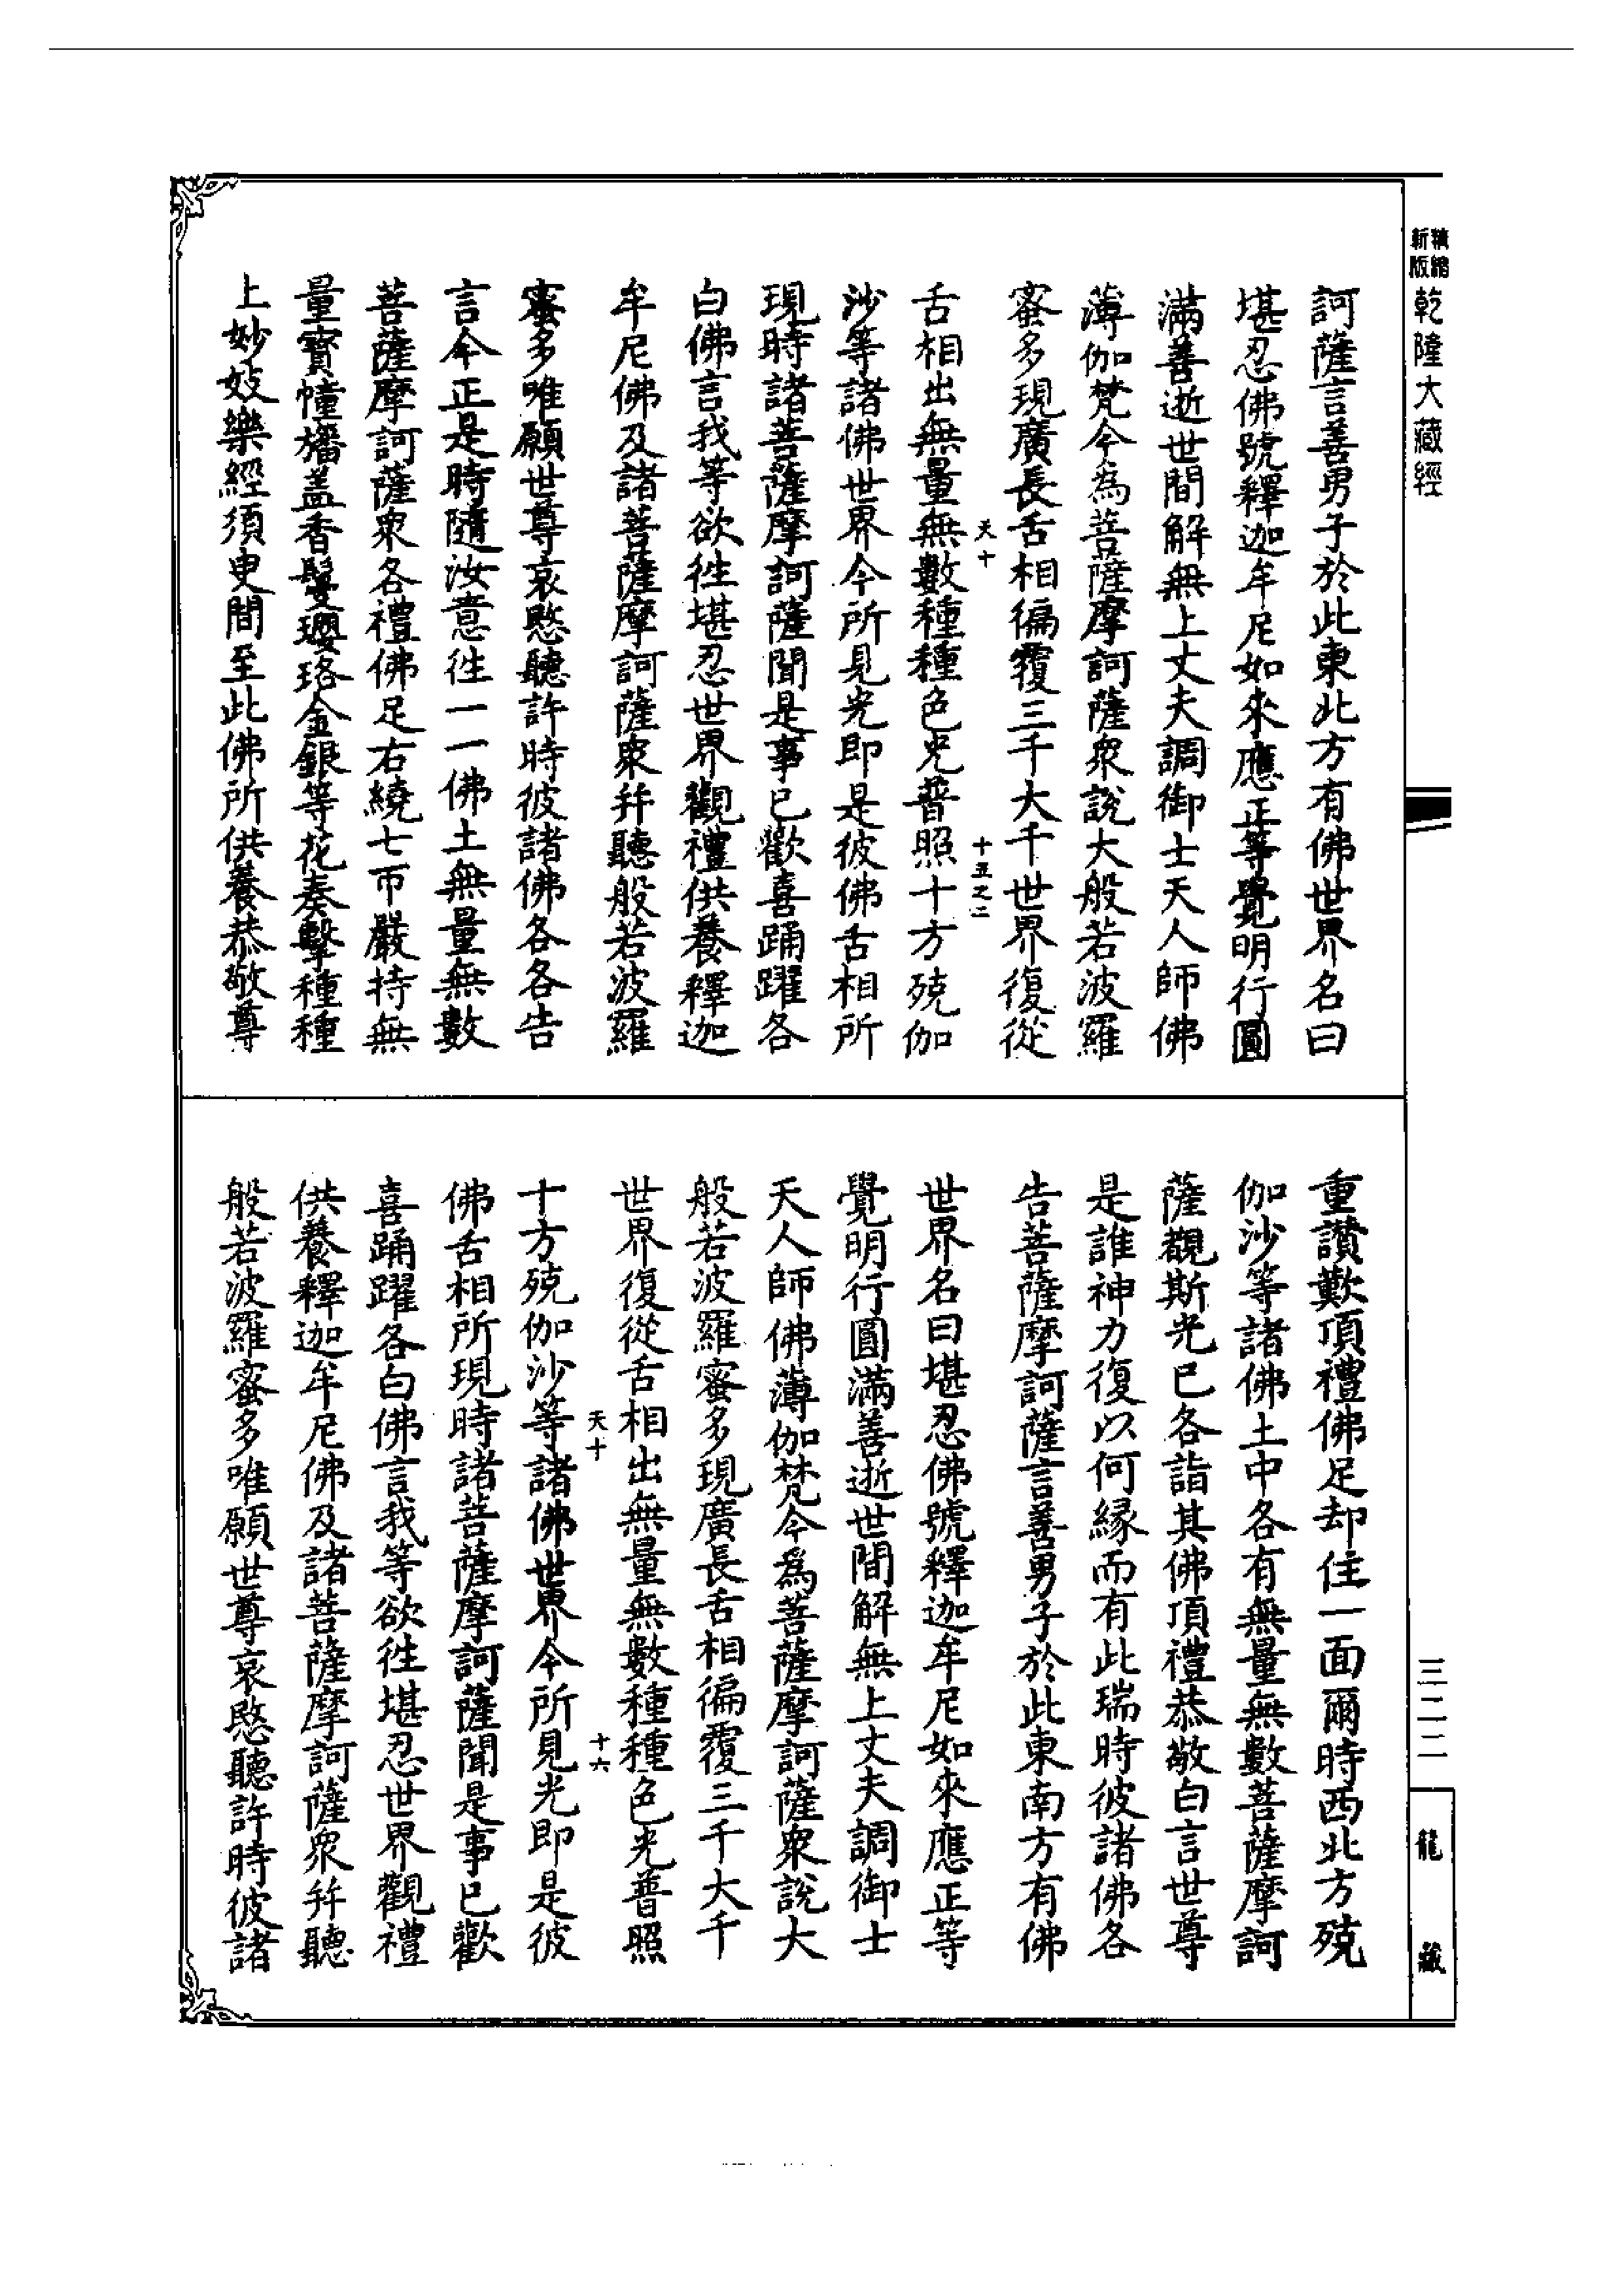 精縮
新版
乾隆大藏經
訶薩言善男子於此東北方有佛世界名曰
堪忍佛號釋迦牟尼如來應正等覺明行圓
滿善逝世間解無上丈夫調御士天人師佛
薄伽梵今為菩薩摩訶薩衆說大般若波羅
蜜多現廣長舌相徧覆三千大千世界復從
天十
十五之二
舌相出無量無數種種色光普照十方殑伽
沙等諸佛世界今所見光即是彼佛舌相所
現時諸菩薩摩訶薩聞是事已歡喜踊躍各
白佛言我等欲徃堪忍世界觀禮供養釋迦
牟尼佛及諸菩薩摩訶薩衆并聽般若波羅
蜜多唯願世尊哀愍聽許時彼諸佛各各告
言今正是時隨汝意徃一一佛土無量無數
菩薩摩訶薩衆各禮佛足右繞七帀嚴持無
量寶幢旛盖香鬘瓔珞金銀等花奏擊種種
上妙妓樂經須臾間至此佛所供養恭敬尊
重讃歎頂禮佛足却住一面爾時西北方殑
伽沙等諸佛土中各有無量無數菩薩摩訶
薩覩斯光已各詣其佛頂禮恭敬白言世尊
是誰神力復以何縁而有此瑞時彼諸佛各
告菩薩摩訶薩言善男子於此東南方有佛
世界名曰堪忍佛號釋迦牟尼如來應正等
覺明行圓滿善逝世間解無上丈夫調御士
天人師佛薄伽梵今為菩薩摩訶薩衆說大
般若波羅蜜多現廣長舌相徧覆三千大千
世界復從舌相出無量無數種種色光普照
天十
十六
十方殑伽沙等諸佛世界今所見光即是彼
佛舌相所現時諸菩薩摩訶薩聞是事已歡
喜踊躍各白佛言我等欲徃堪忍世界觀禮
供養釋迦牟尼佛及諸菩薩摩訶薩衆并聽
般若波羅蜜多唯願世尊哀愍聽許時彼諸
三二二
龍藏